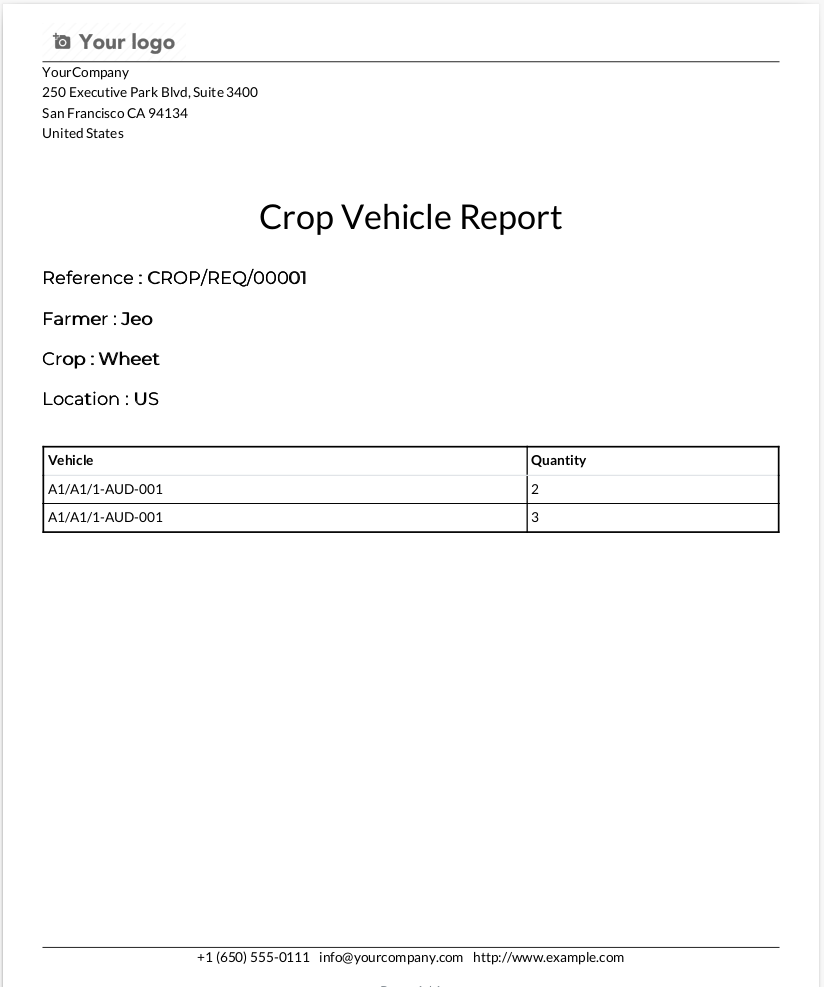 Your logo
YourCompany
250 Executive Park Blvd, Suite 3400
San Francisco CA 94134
United States
Crop Vehicle Report
Reference : CROP/REQ/00001
Farmer : Jeo
Crop : Wheet
Location : US
Vehicle Quantity
A1/A1/1-AUD-001 2
A1/A1/1-AUD-001 3
+1 (650) 555-0111 info@yourcompany.com http://www.example.com